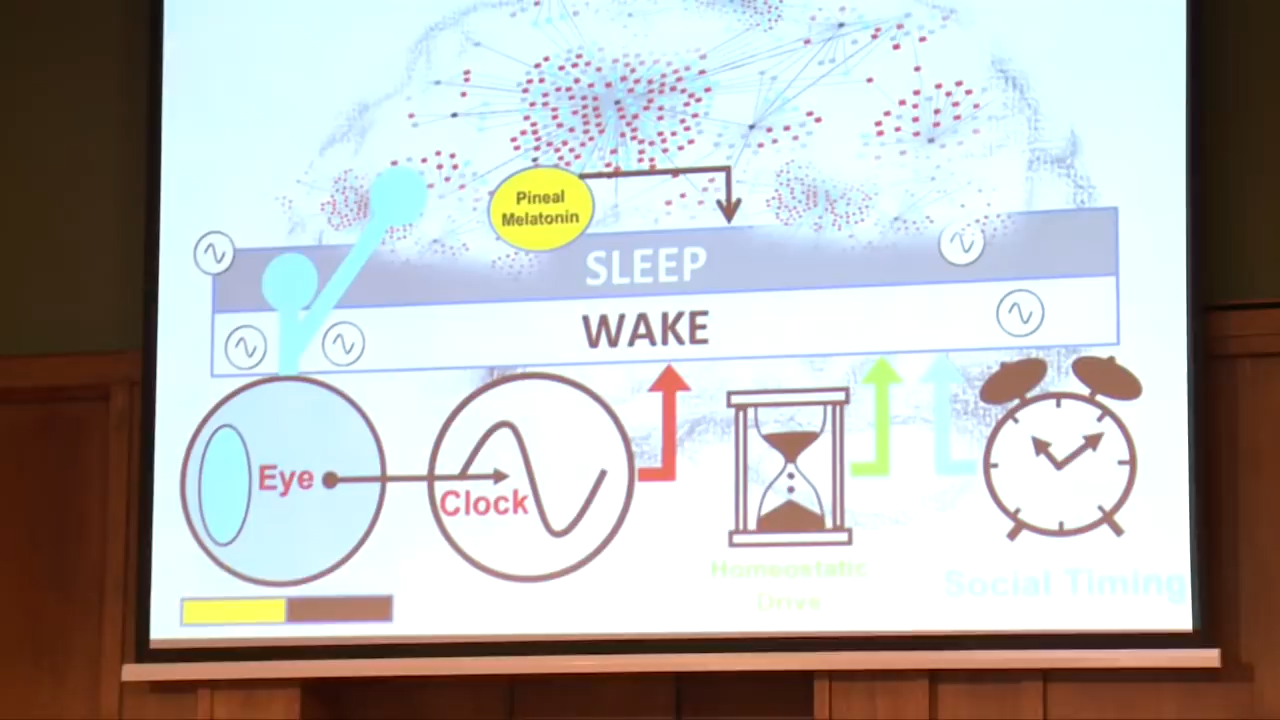 Pineal
Melatonin
SLEEP
WAKE
Eye
Clock
Homeostatic
Drive
Social Timing